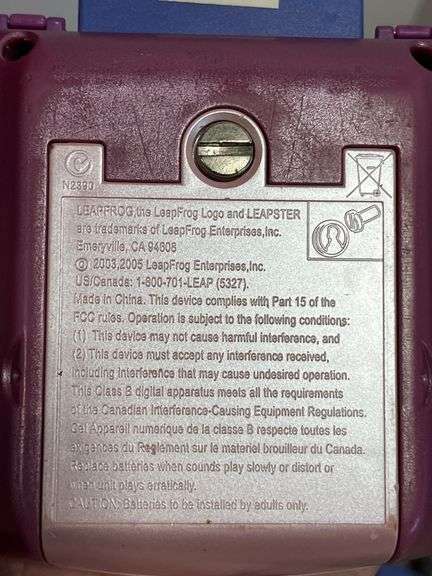 N2390
LEAPFROG,the LeapFrog Logo and LEAPSTER
are trademarks of LeapFrog Enterprises,Inc.
Emeryville, CA 94608
© 2003,2005 LeapFrog Enterprises,Inc.
US/Canada: 1-800-701-LEAP (5327).
Made in China. This device complies with Part 15 of the
FCC rules. Operation is subject to the following conditions:
(1) This device may not cause harmful interference, and
(2) This device must accept any interference received,
including interference that may cause undesired operation.
This Class B digital apparatus meets all the requirements
of the Canadian Interference-Causing Equipment Regulations.
Cet Appareil numerique de la classe B respecte toutes les
exigences du Reglement sur le materiel brouilleur du Canada.
Replace batteries when sounds play slowly or distort or
when unit plays erratically.
CAUTION: Batteries to be installed by adults only.